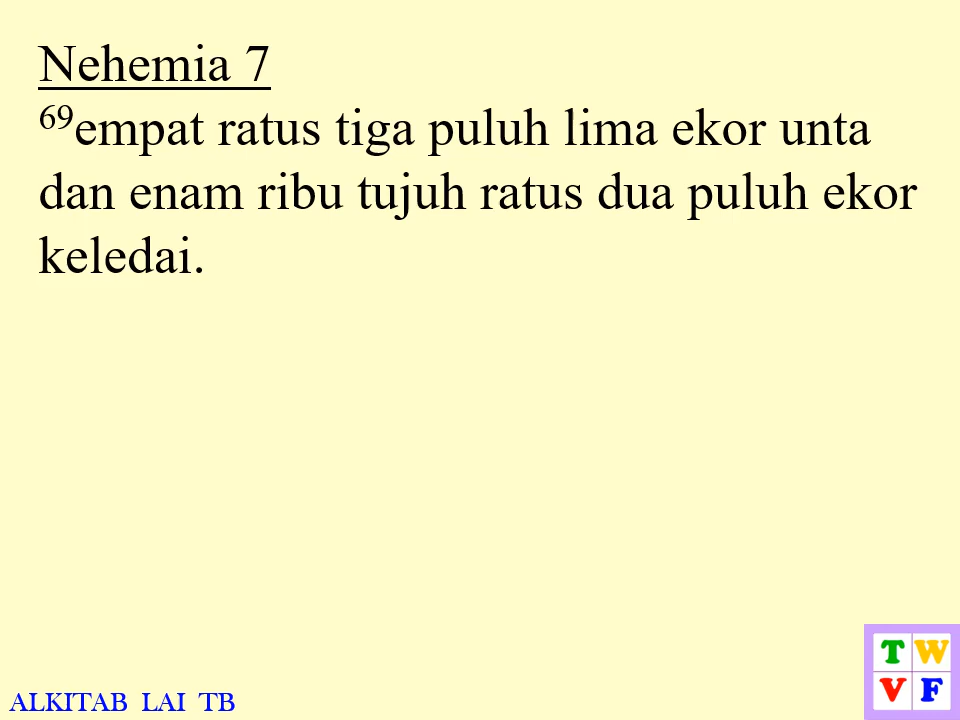 Nehemia 7
69empat ratus tiga puluh lima ekor unta
dan enam ribu tujuh ratus dua puluh ekor
keledai.
T W
V F
ALKITAB LAI TB